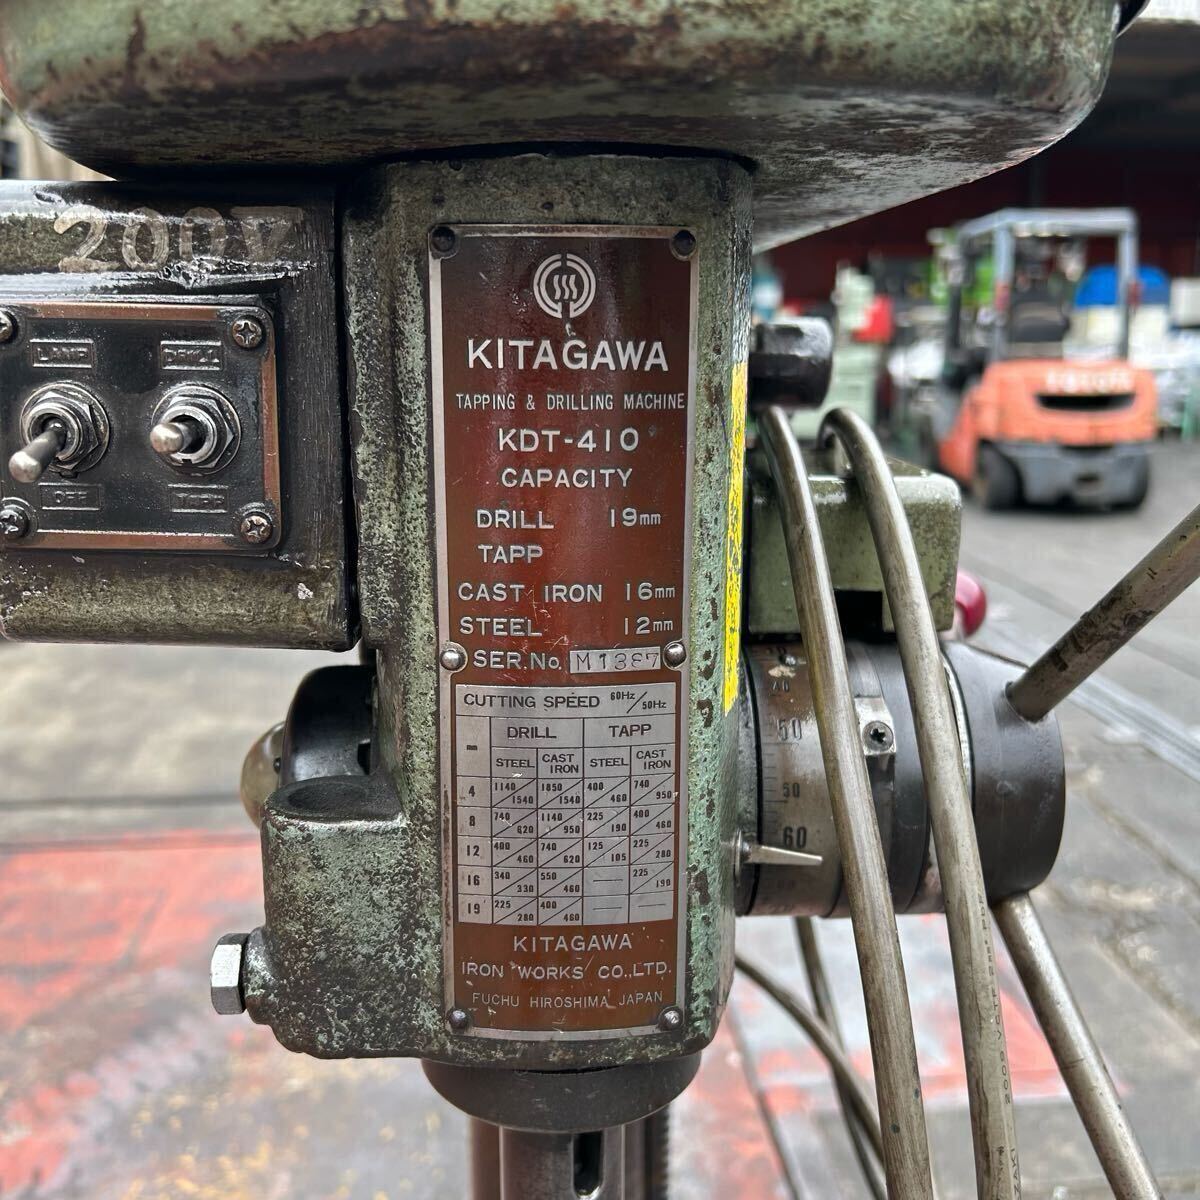 200V
LAMP DRILL
OFF TAPP
KITAGAWA
TAPPING & DRILLING MACHINE
KDT-410
CAPACITY
DRILL 19mm
TAPP
CAST IRON 16mm
STEEL 12mm
SER.No. M1387
CUTTING SPEED 60Hz/50Hz
mm DRILL TAPP
STEEL CAST IRON STEEL CAST IRON
4 1140/1540 1850/1540 400/460 740/950
8 740/620 1140/950 225/190 400/460
12 400/460 740/620 125/105 225/280
16 340/330 550/460 — 225/190
19 225/280 400/460 — —
KITAGAWA
IRON WORKS CO.,LTD.
FUCHU HIROSHIMA JAPAN
50
50
60